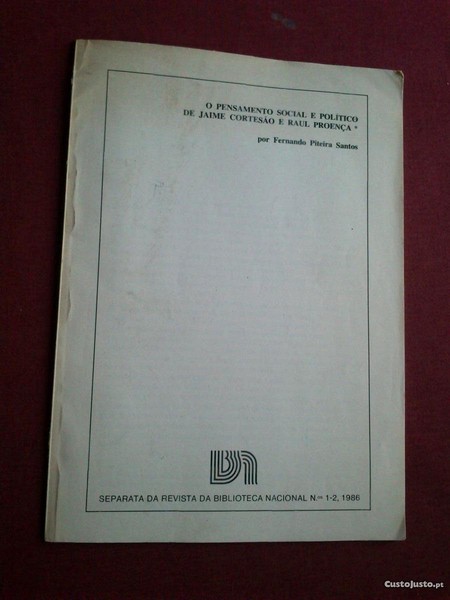 O PENSAMENTO SOCIAL E POLÍTICO
DE JAIME CORTESÃO E RAUL PROENÇA *
por Fernando Piteira Santos
BN
SEPARATA DA REVISTA DA BIBLIOTECA NACIONAL N.os 1-2, 1986
CustoJusto.pt